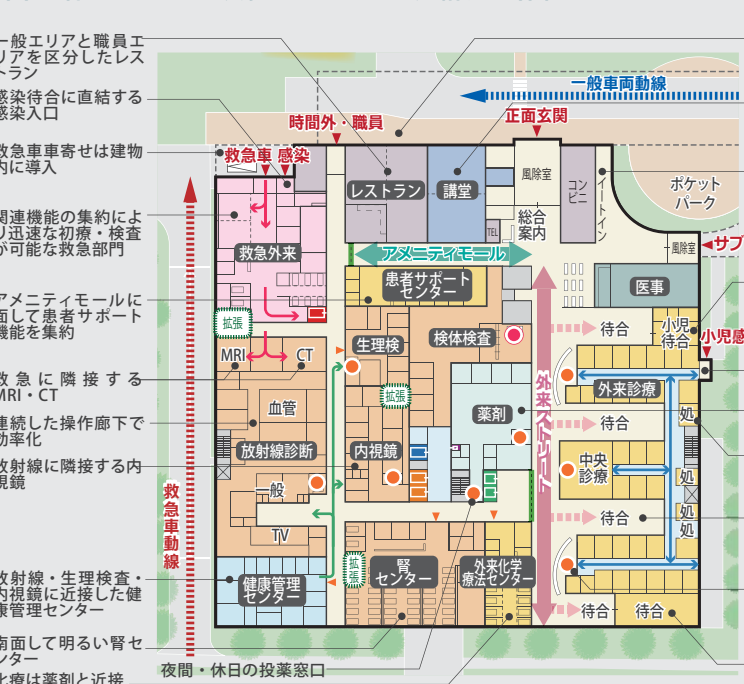 一般エリアと職員エ
リアを区分したレス
トラン
感染待合に直結する
感染入口
救急車車寄せは建物
内に導入
関連機能の集約によ
り迅速な初療・検査
が可能な救急部門
アメニティモールに
面して患者サポート
機能を集約
救急に隣接する
MRI・CT
連続した操作廊下で
効率化
放射線に隣接する内
視鏡
放射線・生理検査・
内視鏡に近接した健
康管理センター
南面して明るい腎セ
ンター
化療は薬剤と近接
夜間・休日の投薬窓口
救急車動線
一般車両動線
時間外・職員
正面玄関
救急車 感染
レストラン
講堂
風除室
コンビニ
イートイン
ポケット
パーク
TEL
総合
案内
風除室
サブ
アメニティモール
救急外来
患者サポート
センター
医事
拡張
生理検
検体検査
待合
小児
待合
小児感
MRI
CT
外来診療
血管
拡張
薬剤
外来ストリート
待合
処
放射線診断
内視鏡
中央
診療
処
一般
処
待合
処
TV
拡張
腎
センター
外来化学
療法センター
健康管理
センター
待合
待合